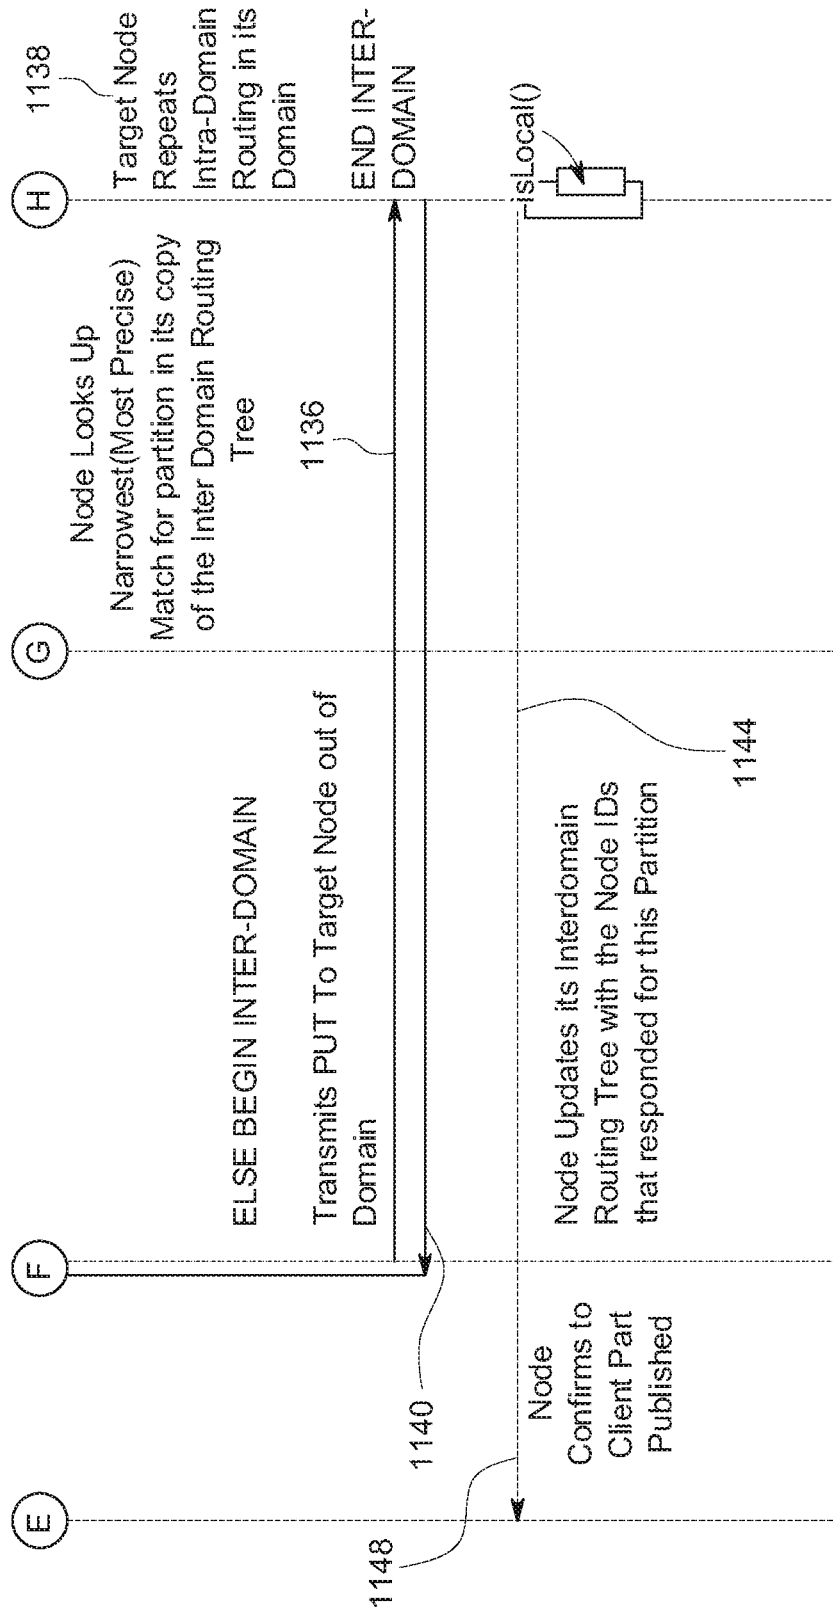 E
F
G
H
1148
Node
Confirms to
Client Part
Published
1140
ELSE BEGIN INTER-DOMAIN
Transmits PUT To Target Node out of
Domain
Node Updates its Interdomain
Routing Tree with the Node IDs
that responded for this Partition
1144
Node Looks Up
Narrowest(Most Precise)
Match for partition in its copy
of the Inter Domain Routing
Tree
1136
1138
Target Node
Repeats
Intra-Domain
Routing in its
Domain
END INTER-
DOMAIN
isLocal()